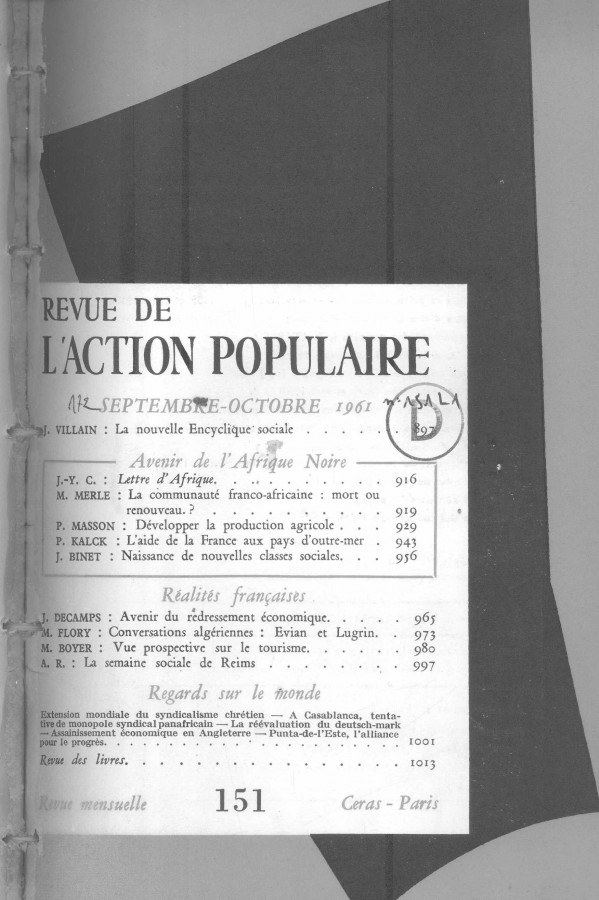 REVUE DE
L'ACTION POPULAIRE
SEPTEMBRE-OCTOBRE 1961
D
J. VILLAIN : La nouvelle Encyclique sociale . . . . . . 897
Avenir de l'Afrique Noire
J.-Y. C. : Lettre d'Afrique. . . . . . . . . . 916
M. MERLE : La communauté franco-africaine : mort ou
renouveau. ? . . . . . . . . . . 919
P. MASSON : Développer la production agricole . . . 929
P. KALCK : L'aide de la France aux pays d'outre-mer . 943
J. BINET : Naissance de nouvelles classes sociales. . . 956
Réalités françaises
J. DECAMPS : Avenir du redressement économique. . . . . 965
M. FLORY : Conversations algériennes : Evian et Lugrin. . 973
M. BOYER : Vue prospective sur le tourisme. . . . . . 980
A. R. : La semaine sociale de Reims . . . . . . . . 997
Regards sur le monde
Extension mondiale du syndicalisme chrétien — A Casablanca, tenta-
tive de monopole syndical panafricain — La réévaluation du deutsch-mark
— Assainissement économique en Angleterre — Punta-de-l'Este, l'alliance
pour le progrès. . . . . . . . . . . . . . . . . 1001
Revue des livres. . . . . . . . . . . . . . . . . 1013
Revue mensuelle 151 Ceras - Paris